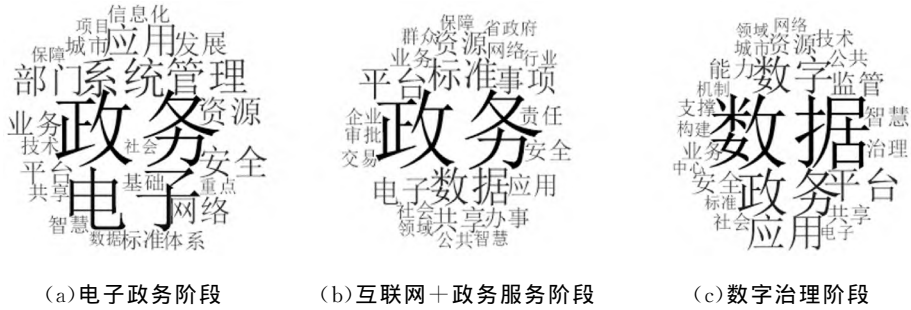 信息化
项目 应用
城市 发展
保障
部门 系统 管理
政务 资源
业务
技术 社会 安全
平台
共享 电子 基础 重点
网络
智慧
数据 标准 体系
(a)电子政务阶段
保障 省政府
群众 资源 网络
业务 行业
平台 标准 事项
政务
企业 责任
审批
交易 安全
电子 数据 应用
社会 共享 办事
领域
公共 智慧
(b)互联网+政务服务阶段
领域 网络
城市 资源 技术
公共
能力 数字 监管
机制
支撑 数据 智慧
构建
业务 治理
中心
安全 政务 平台
标准
社会 共享
应用 电子
(c)数字治理阶段